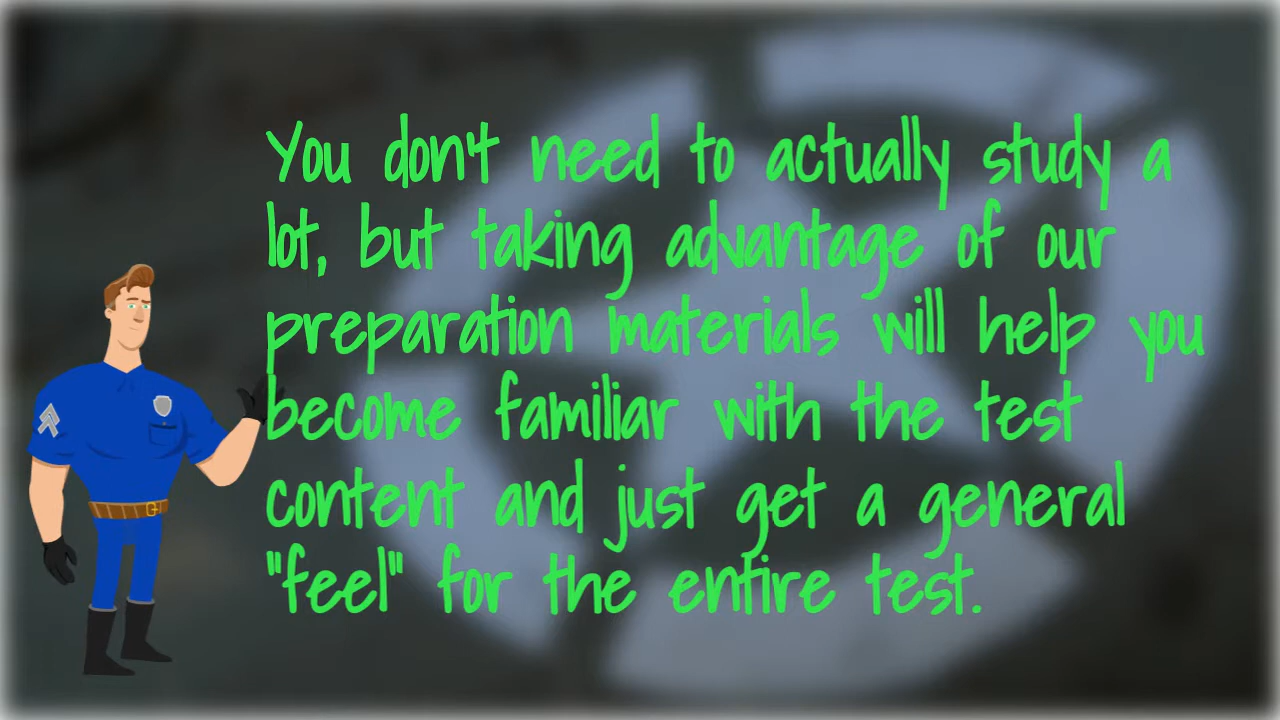 You don't need to actually study a
lot, but taking advantage of our
preparation materials will help you
become familiar with the test
content and just get a general
"feel" for the entire test.